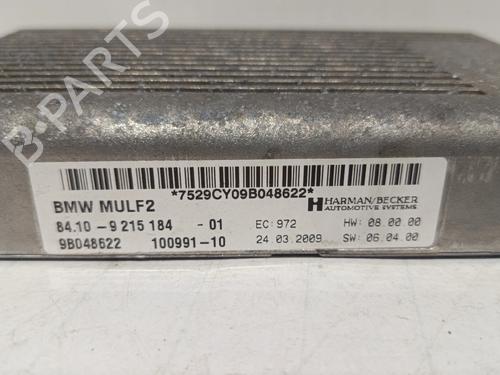 B-PARTS
*7529CY09B048622*
BMW MULF2
HARMAN/BECKER
AUTOMOTIVE SYSTEMS
84.10 - 9 215 184 - 01 EC: 972 HW: 08.00.00
9B048622 100991-10 24.03.2009 SW: 06.04.00